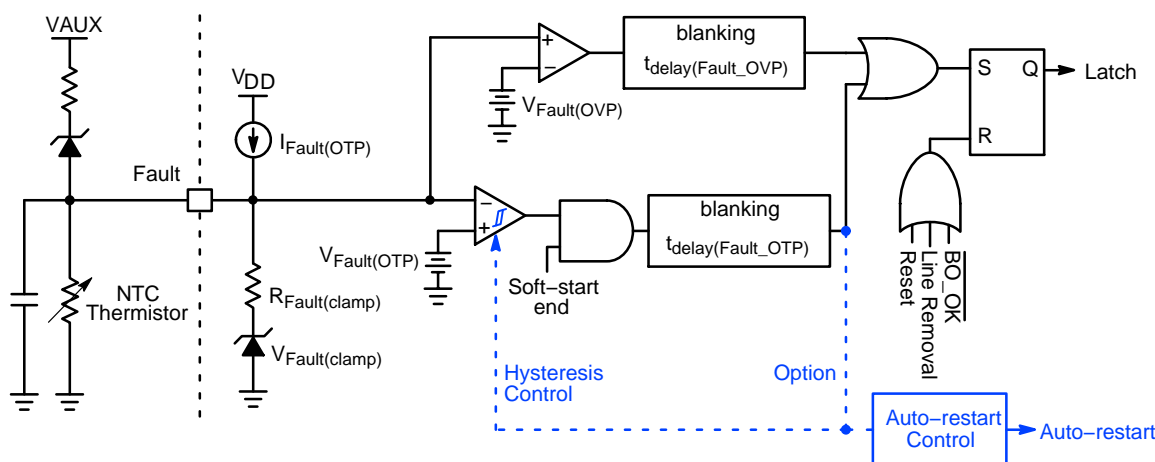 VAUX
VDD
IFault(OTP)
Fault
NTC
Thermistor
RFault(clamp)
VFault(clamp)
+
−
VFault(OVP)
blanking
tdelay(Fault_OVP)
−
+
VFault(OTP)
Soft−start
end
blanking
tdelay(Fault_OTP)
S
Q
R
Latch
Reset
Line Removal
BO_OK
Hysteresis
Control
Option
Auto−restart
Control
Auto−restart